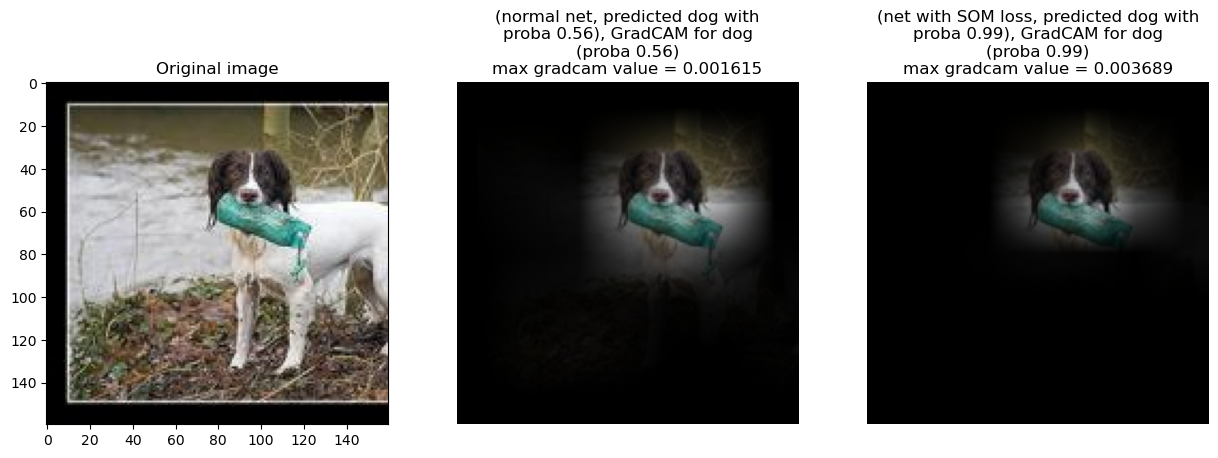 Original image
(normal net, predicted dog with
proba 0.56), GradCAM for dog
(proba 0.56)
max gradcam value = 0.001615
(net with SOM loss, predicted dog with
proba 0.99), GradCAM for dog
(proba 0.99)
max gradcam value = 0.003689
0
20
40
60
80
100
120
140
0 20 40 60 80 100 120 140